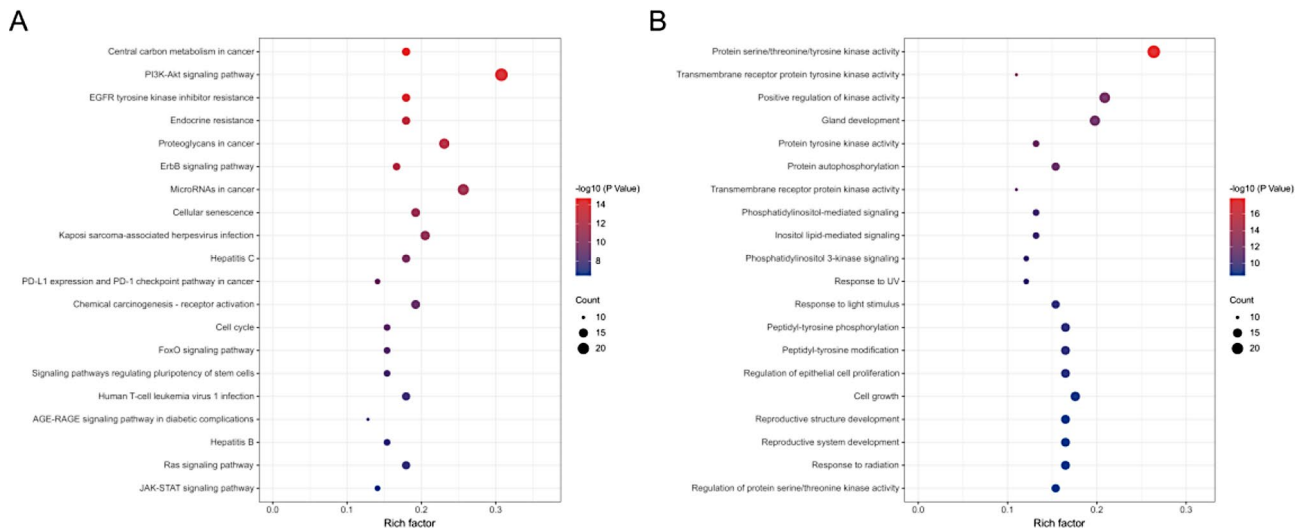 A
Central carbon metabolism in cancer
PI3K-Akt signaling pathway
EGFR tyrosine kinase inhibitor resistance
Endocrine resistance
Proteoglycans in cancer
ErbB signaling pathway
MicroRNAs in cancer
Cellular senescence
Kaposi sarcoma-associated herpesvirus infection
Hepatitis C
PD-L1 expression and PD-1 checkpoint pathway in cancer
Chemical carcinogenesis - receptor activation
Cell cycle
FoxO signaling pathway
Signaling pathways regulating pluripotency of stem cells
Human T-cell leukemia virus 1 infection
AGE-RAGE signaling pathway in diabetic complications
Hepatitis B
Ras signaling pathway
JAK-STAT signaling pathway
0.0 0.1 0.2 0.3
Rich factor
-log10 (P Value)
14
12
10
8
Count
10
15
20
B
Protein serine/threonine/tyrosine kinase activity
Transmembrane receptor protein tyrosine kinase activity
Positive regulation of kinase activity
Gland development
Protein tyrosine kinase activity
Protein autophosphorylation
Transmembrane receptor protein kinase activity
Phosphatidylinositol-mediated signaling
Inositol lipid-mediated signaling
Phosphatidylinositol 3-kinase signaling
Response to UV
Response to light stimulus
Peptidyl-tyrosine phosphorylation
Peptidyl-tyrosine modification
Regulation of epithelial cell proliferation
Cell growth
Reproductive structure development
Reproductive system development
Response to radiation
Regulation of protein serine/threonine kinase activity
0.0 0.1 0.2 0.3
Rich factor
-log10 (P Value)
16
14
12
10
Count
10
15
20